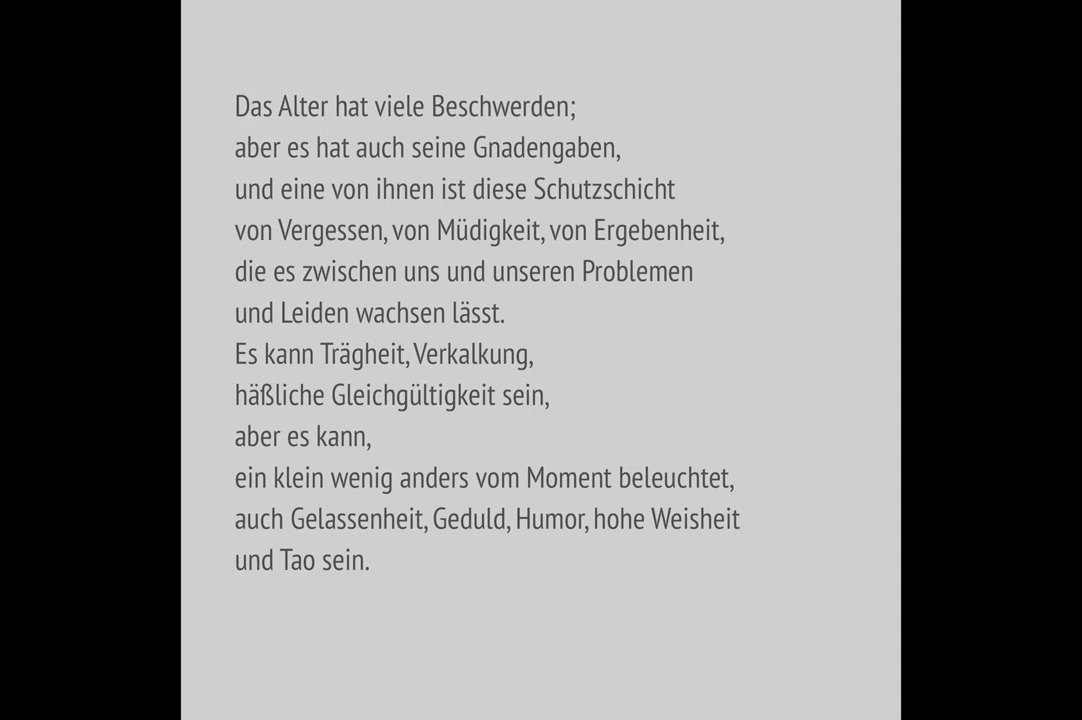 Das Alter hat viele Beschwerden;
aber es hat auch seine Gnadengaben,
und eine von ihnen ist diese Schutzschicht
von Vergessen, von Müdigkeit, von Ergebenheit,
die es zwischen uns und unseren Problemen
und Leiden wachsen lässt.
Es kann Trägheit, Verkalkung,
häßliche Gleichgültigkeit sein,
aber es kann,
ein klein wenig anders vom Moment beleuchtet,
auch Gelassenheit, Geduld, Humor, hohe Weisheit
und Tao sein.